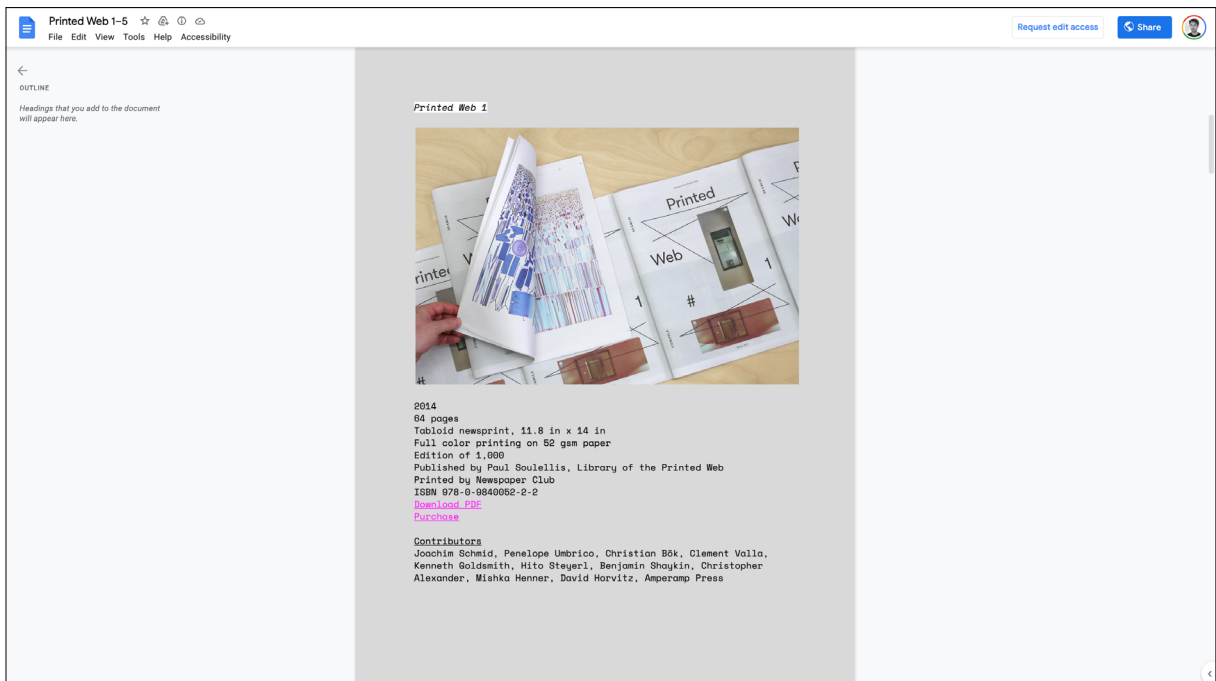 Printed Web 1–5
File Edit View Tools Help Accessibility
Request edit access
Share
OUTLINE
Headings that you add to the document
will appear here.
Printed Web 1
Printed
Web
1
#
1
#
2014
64 pages
Tabloid newsprint, 11.8 in x 14 in
Full color printing on 52 gsm paper
Edition of 1,000
Published by Paul Soulellis, Library of the Printed Web
Printed by Newspaper Club
ISBN 978-0-9840052-2-2
Download PDF
Purchase
Contributors
Joachim Schmid, Penelope Umbrico, Christian Bök, Clement Valla,
Kenneth Goldsmith, Hito Steyerl, Benjamin Shaykin, Christopher
Alexander, Mishka Henner, David Horvitz, Amperamp Press